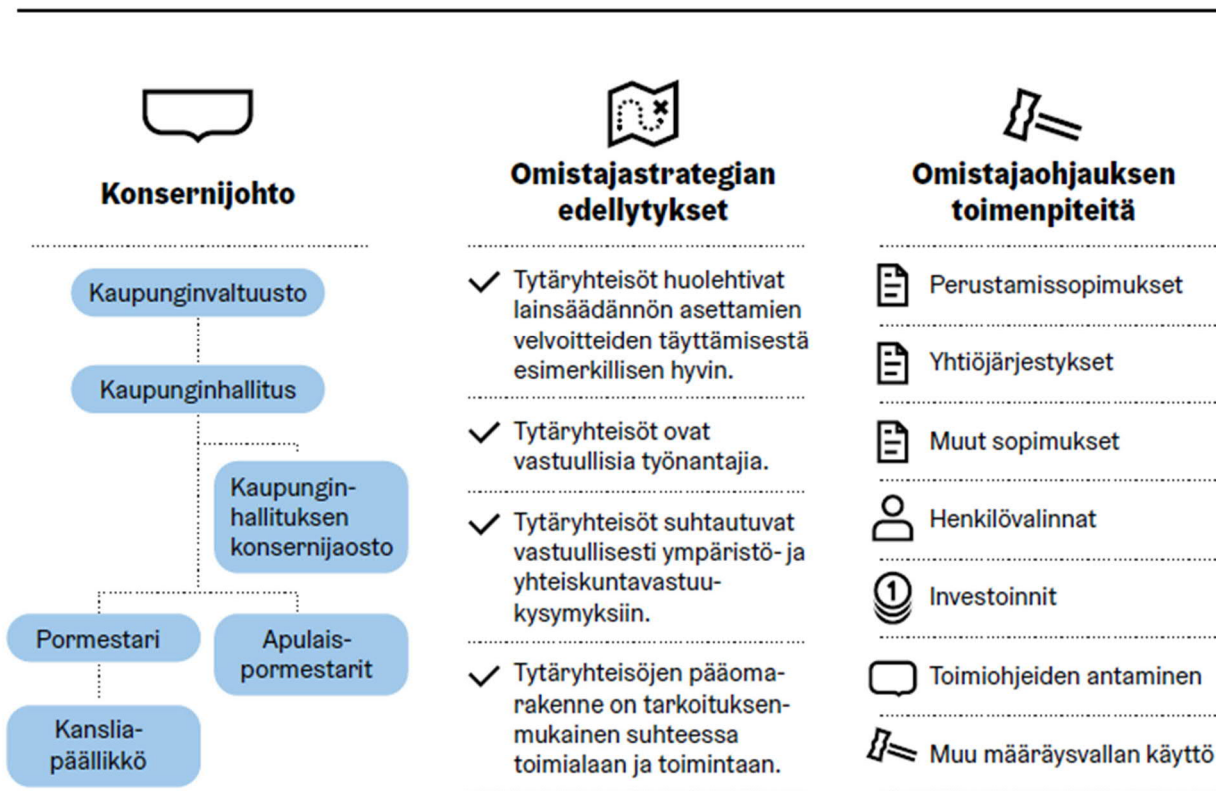 Konsernijohto
Kaupunginvaltuusto
Kaupunginhallitus
Kaupungin-
hallituksen
konsernijaosto
Pormestari
Apulais-
pormestarit
Kanslia-
päällikkö
Omistajastrategian
edellytykset
Tytäryhteisöt huolehtivat
lainsäädännön asettamien
velvoitteiden täyttämisestä
esimerkillisen hyvin.
Tytäryhteisöt ovat
vastuullisia työnantajia.
Tytäryhteisöt suhtautuvat
vastuullisesti ympäristö- ja
yhteiskuntavastuu-
kysymyksiin.
Tytäryhteisöjen pääoma-
rakenne on tarkoituksen-
mukainen suhteessa
toimialaan ja toimintaan.
Omistajaohjauksen
toimenpiteitä
Perustamissopimukset
Yhtiöjärjestykset
Muut sopimukset
Henkilövalinnat
1
Investoinnit
Toimiohjeiden antaminen
Muu määräysvallan käyttö